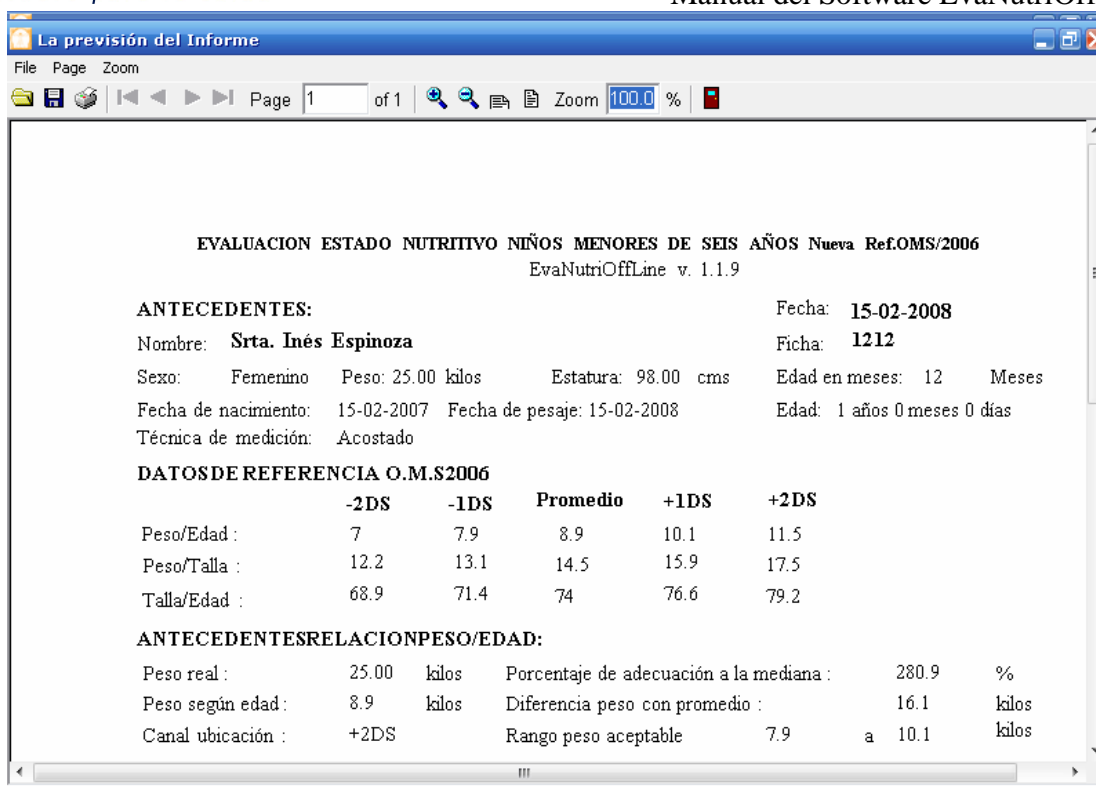 Manual del Software EvaNutriOff
La previsión del Informe
File Page Zoom
Page 1 of 1 Zoom 100.0 %
EVALUACION ESTADO NUTRITIVO NIÑOS MENORES DE SEIS AÑOS Nueva Ref.OMS/2006
EvaNutriOffLine v. 1.1.9
ANTECEDENTES: Fecha: 15-02-2008
Nombre: Srta. Inés Espinoza Ficha: 1212
Sexo: Femenino Peso: 25.00 kilos Estatura: 98.00 cms Edad en meses: 12 Meses
Fecha de nacimiento: 15-02-2007 Fecha de pesaje: 15-02-2008 Edad: 1 años 0 meses 0 días
Técnica de medición: Acostado
DATOSDE REFERENCIA O.M.S2006
-2DS -1DS Promedio +1DS +2DS
Peso/Edad : 7 7.9 8.9 10.1 11.5
Peso/Talla : 12.2 13.1 14.5 15.9 17.5
Talla/Edad : 68.9 71.4 74 76.6 79.2
ANTECEDENTESRELACIONPESO/EDAD:
Peso real : 25.00 kilos Porcentaje de adecuación a la mediana : 280.9 %
Peso según edad : 8.9 kilos Diferencia peso con promedio : 16.1 kilos
Canal ubicación : +2DS Rango peso aceptable 7.9 a 10.1 kilos